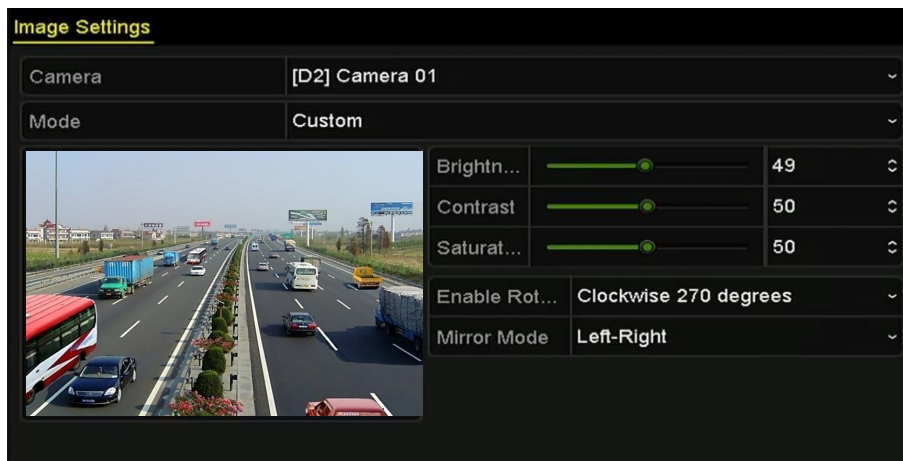 Image Settings
Camera [D2] Camera 01
Mode Custom
Brightn... 49
Contrast 50
Saturat... 50
Enable Rot... Clockwise 270 degrees
Mirror Mode Left-Right